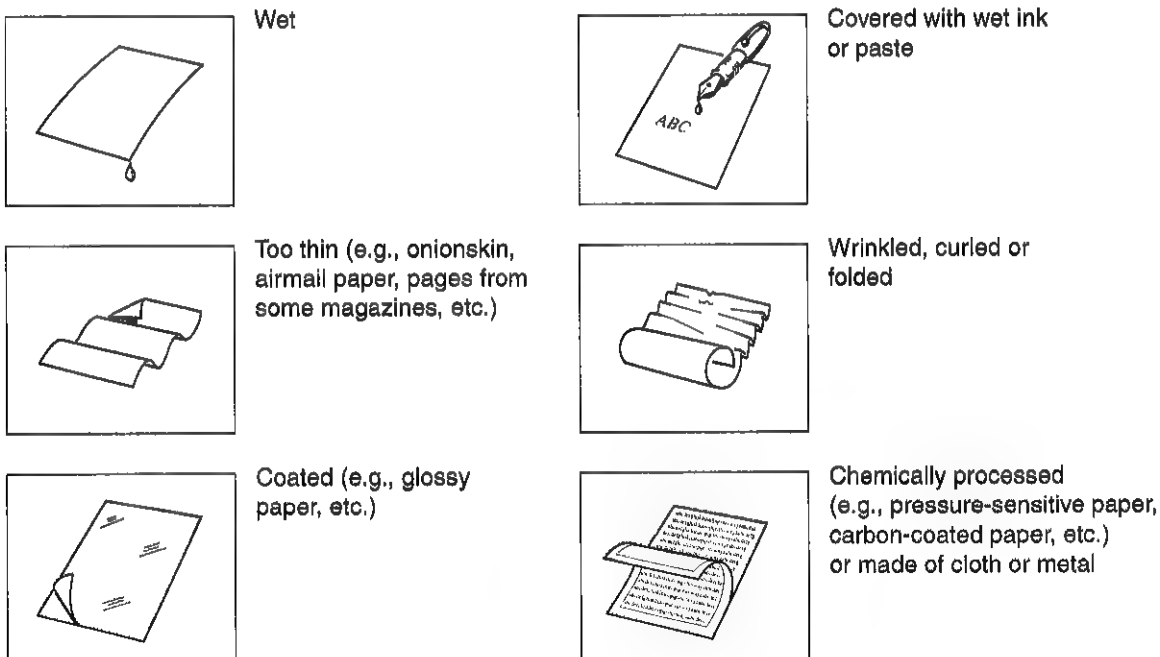 Wet
Covered with wet ink
or paste
ABC
Too thin (e.g., onionskin,
airmail paper, pages from
some magazines, etc.)
Wrinkled, curled or
folded
Coated (e.g., glossy
paper, etc.)
Chemically processed
(e.g., pressure-sensitive paper,
carbon-coated paper, etc.)
or made of cloth or metal